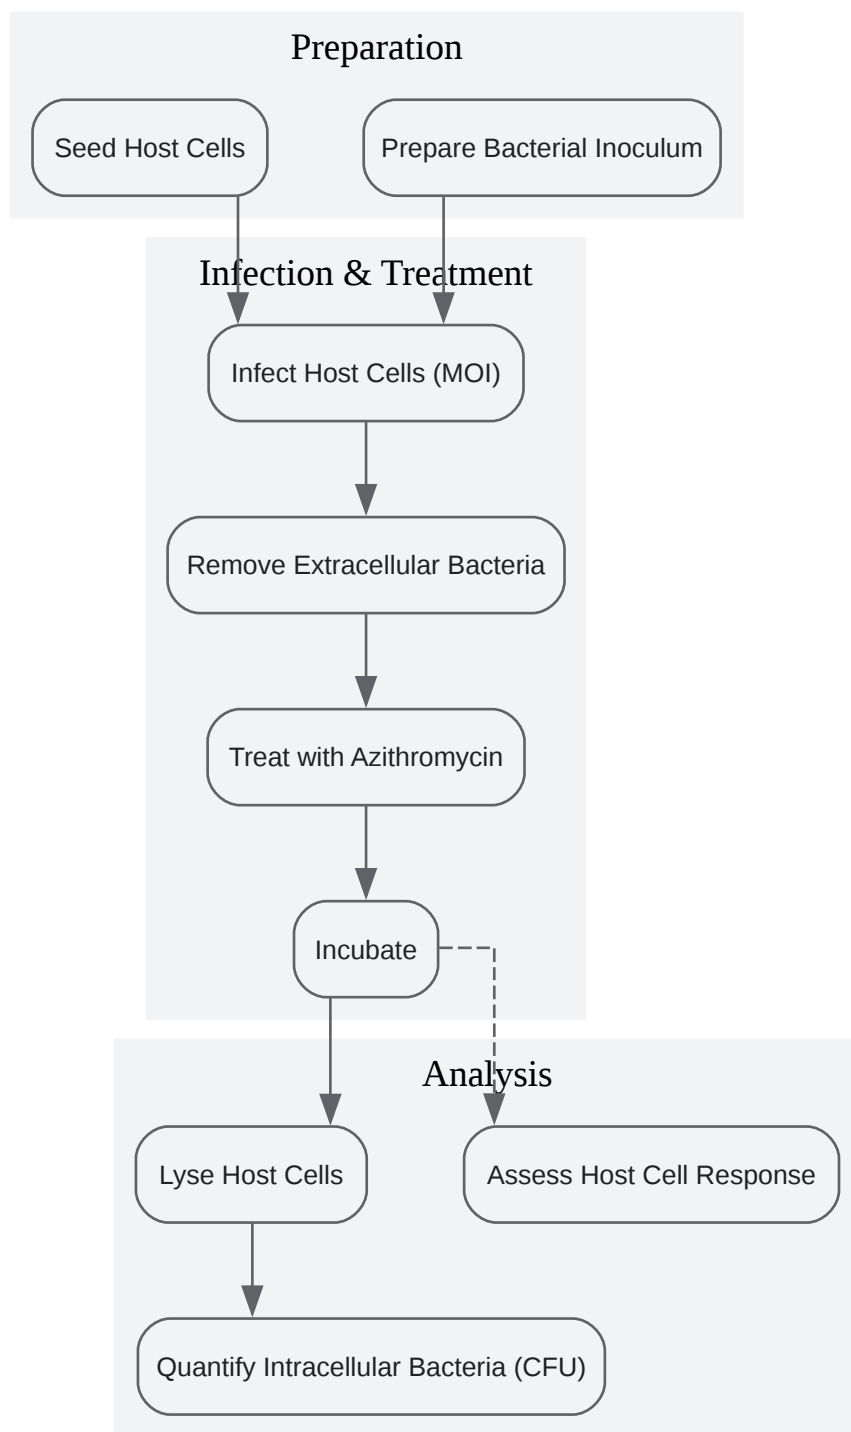 Preparation
Seed Host Cells
Prepare Bacterial Inoculum
Infection & Treatment
Infect Host Cells (MOI)
Remove Extracellular Bacteria
Treat with Azithromycin
Incubate
Analysis
Lyse Host Cells
Assess Host Cell Response
Quantify Intracellular Bacteria (CFU)